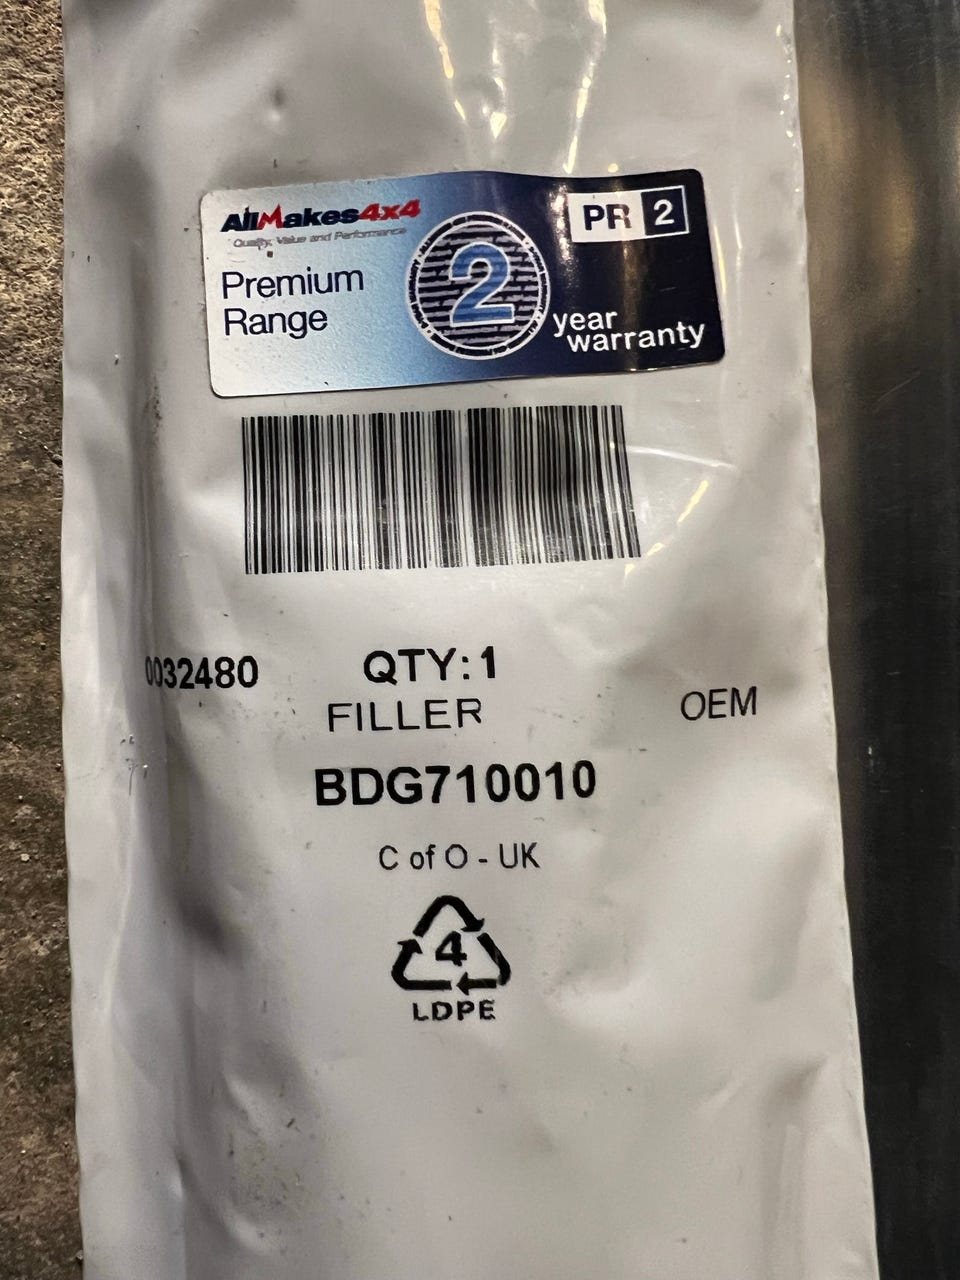 AllMakes4x4
Quality, Value and Performance
Premium
Range
2
year
warranty
PR 2
0032480
QTY:1
FILLER
OEM
BDG710010
C of O - UK
4
LDPE